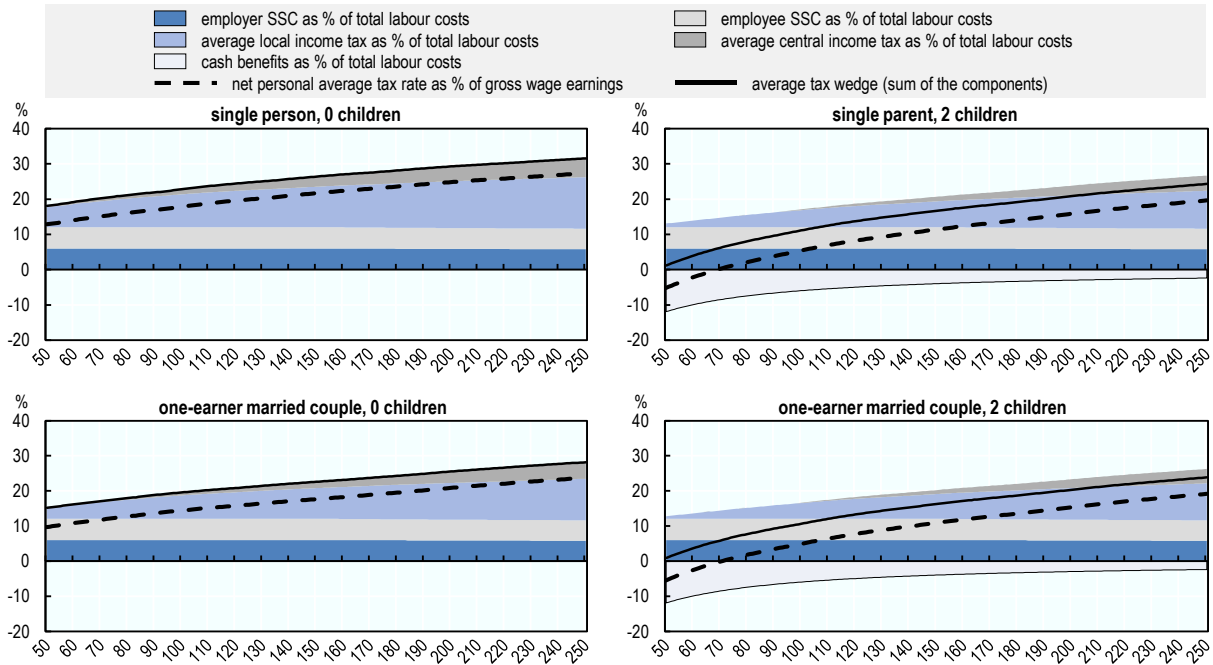 employer SSC as % of total labour costs
employee SSC as % of total labour costs
average local income tax as % of total labour costs
average central income tax as % of total labour costs
cash benefits as % of total labour costs
net personal average tax rate as % of gross wage earnings
average tax wedge (sum of the components)
%
single person, 0 children
40
30
20
10
0
-10
-20
50 60 70 80 90 100 110 120 130 140 150 160 170 180 190 200 210 220 230 240 250
single parent, 2 children
40
30
20
10
0
-10
-20
50 60 70 80 90 100 110 120 130 140 150 160 170 180 190 200 210 220 230 240 250
%
one-earner married couple, 0 children
40
30
20
10
0
-10
-20
50 60 70 80 90 100 110 120 130 140 150 160 170 180 190 200 210 220 230 240 250
%
one-earner married couple, 2 children
40
30
20
10
0
-10
-20
50 60 70 80 90 100 110 120 130 140 150 160 170 180 190 200 210 220 230 240 250
%